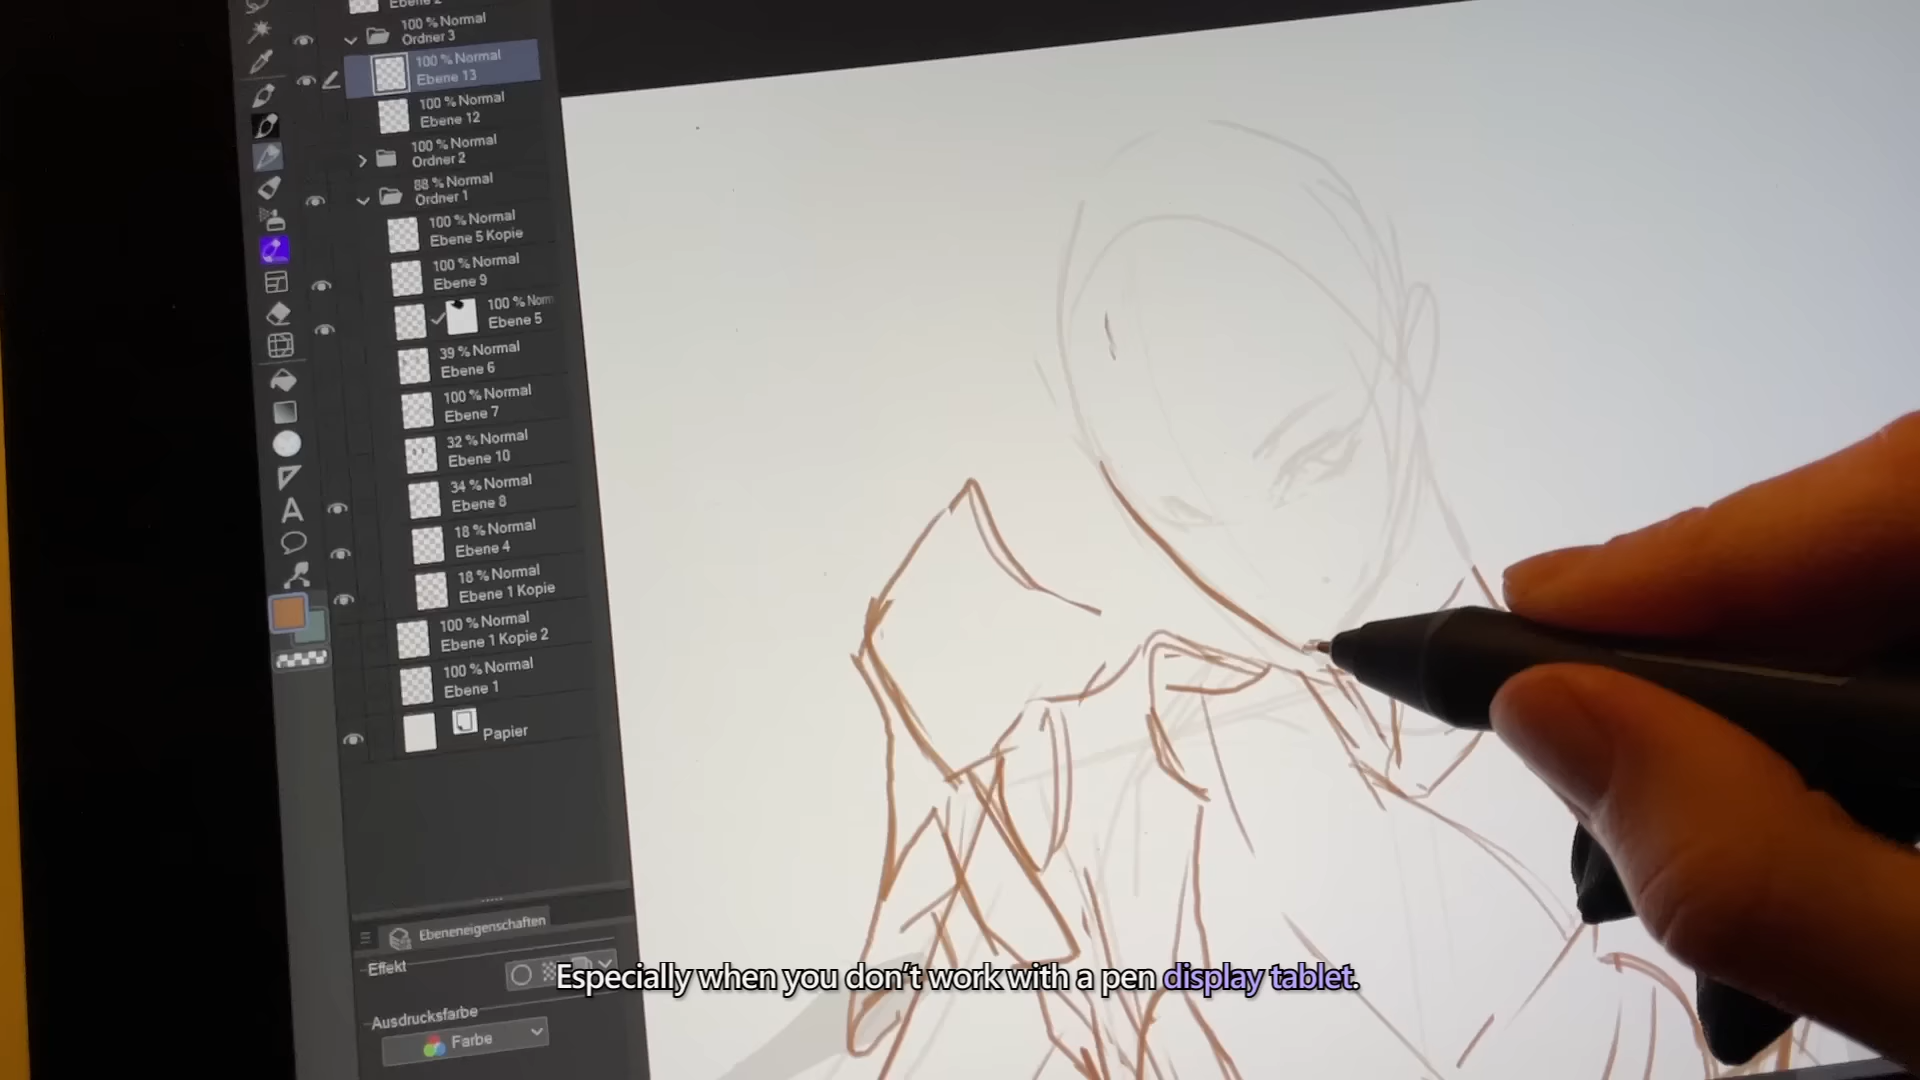 Ebene 2
100 % Normal
Ordner 3
100 % Normal
Ebene 13
100 % Normal
Ebene 12
100 % Normal
Ordner 2
88 % Normal
Ordner 1
100 % Normal
Ebene 5 Kopie
100 % Normal
Ebene 9
100 % Norm
Ebene 5
39 % Normal
Ebene 6
100 % Normal
Ebene 7
32 % Normal
Ebene 10
34 % Normal
Ebene 8
18 % Normal
Ebene 4
18 % Normal
Ebene 1 Kopie
100 % Normal
Ebene 1 Kopie 2
100 % Normal
Ebene 1
Papier
Ebeneneigenschaften
Effekt
Especially when you don't work with a pen display tablet.
Ausdrucksfarbe
Farbe